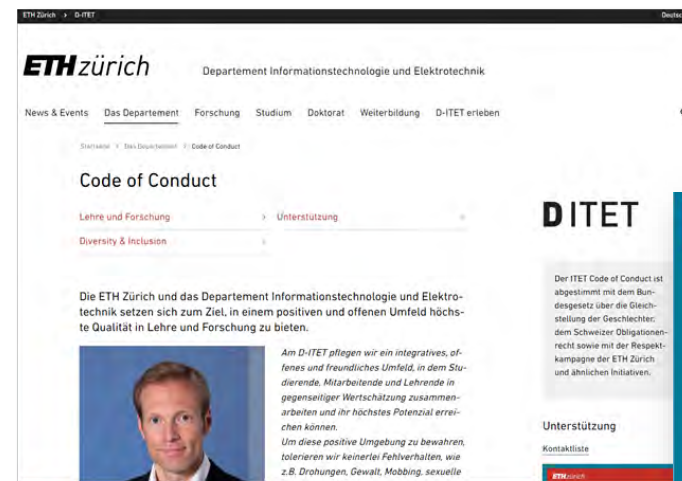 ETH Zürich > D-ITET
Deutsc
ETH zürich
Departement Informationstechnologie und Elektrotechnik
News & Events Das Departement Forschung Studium Doktorat Weiterbildung D-ITET erleben
Startseite > Das Departement > Code of Conduct
Code of Conduct
Lehre und Forschung > Unterstützung
Diversity & Inclusion
Die ETH Zürich und das Departement Informationstechnologie und Elektro-
technik setzen sich zum Ziel, in einem positiven und offenen Umfeld höchs-
te Qualität in Lehre und Forschung zu bieten.
Am D-ITET pflegen wir ein integratives, of-
fenes und freundliches Umfeld, in dem Stu-
dierende, Mitarbeitende und Lehrende in
gegenseitiger Wertschätzung zusammen-
arbeiten und ihr höchstes Potenzial errei-
chen können.
Um diese positive Umgebung zu bewahren,
tolerieren wir keinerlei Fehlverhalten, wie
z.B. Drohungen, Gewalt, Mobbing, sexuelle
D ITET
Der ITET Code of Conduct ist
abgestimmt mit dem Bun-
desgesetz über die Gleich-
stellung der Geschlechter,
dem Schweizer Obligationen-
recht sowie mit der Respekt-
kampagne der ETH Zürich
und ähnlichen Initiativen.
Unterstützung
Kontaktliste
ETH zürich